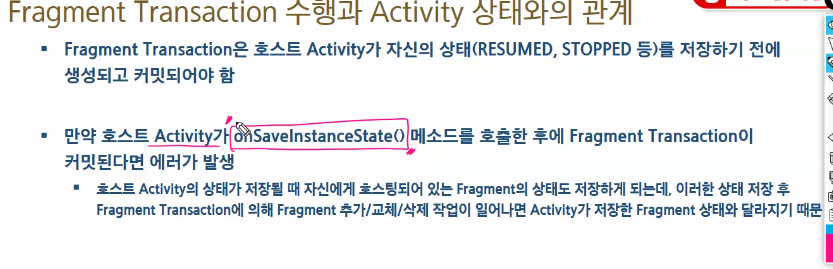 Fragment Transaction 수행과 Activity 상태와의 관계
▪ Fragment Transaction은 호스트 Activity가 자신의 상태(RESUMED, STOPPED 등)를 저장하기 전에
생성되고 커밋되어야 함
▪ 만약 호스트 Activity가 onSaveInstanceState() 메소드를 호출한 후에 Fragment Transaction이
커밋된다면 에러가 발생
▪ 호스트 Activity의 상태가 저장될 때 자신에게 호스팅되어 있는 Fragment의 상태도 저장하게 되는데, 이러한 상태 저장 후
Fragment Transaction에 의해 Fragment 추가/교체/삭제 작업이 일어나면 Activity가 저장한 Fragment 상태와 달라지기 때문